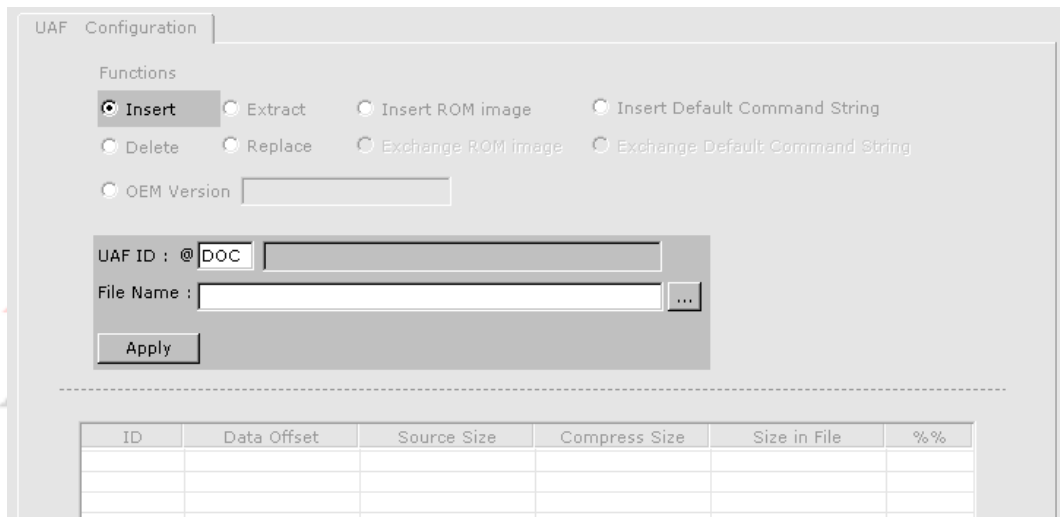 UAF Configuration
Functions
Insert Extract Insert ROM image Insert Default Command String
Delete Replace Exchange ROM image Exchange Default Command String
OEM Version
UAF ID : @ DOC
File Name :
...
Apply
ID Data Offset Source Size Compress Size Size in File %%